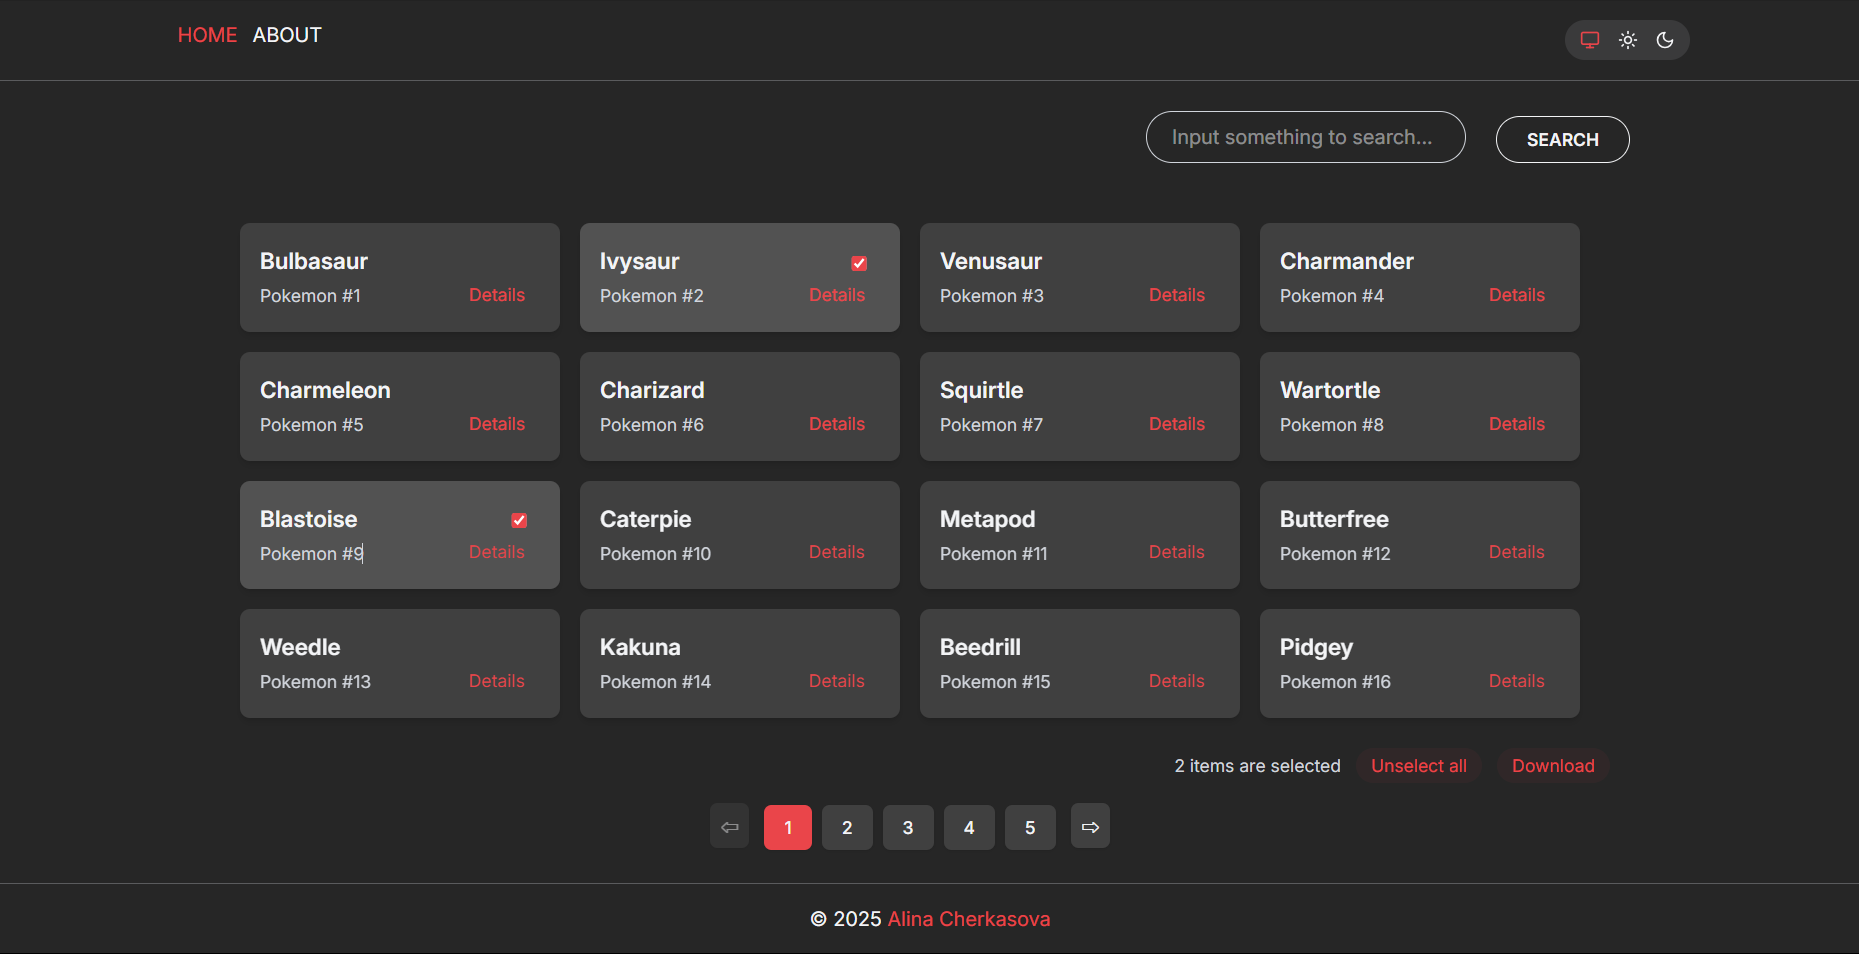 HOME ABOUT
Input something to search... SEARCH
Bulbasaur
Pokemon #1 Details
Ivysaur
Pokemon #2 Details
Venusaur
Pokemon #3 Details
Charmander
Pokemon #4 Details
Charmeleon
Pokemon #5 Details
Charizard
Pokemon #6 Details
Squirtle
Pokemon #7 Details
Wartortle
Pokemon #8 Details
Blastoise
Pokemon #9 Details
Caterpie
Pokemon #10 Details
Metapod
Pokemon #11 Details
Butterfree
Pokemon #12 Details
Weedle
Pokemon #13 Details
Kakuna
Pokemon #14 Details
Beedrill
Pokemon #15 Details
Pidgey
Pokemon #16 Details
2 items are selected Unselect all Download
⇦ 1 2 3 4 5 ⇨
© 2025 Alina Cherkasova